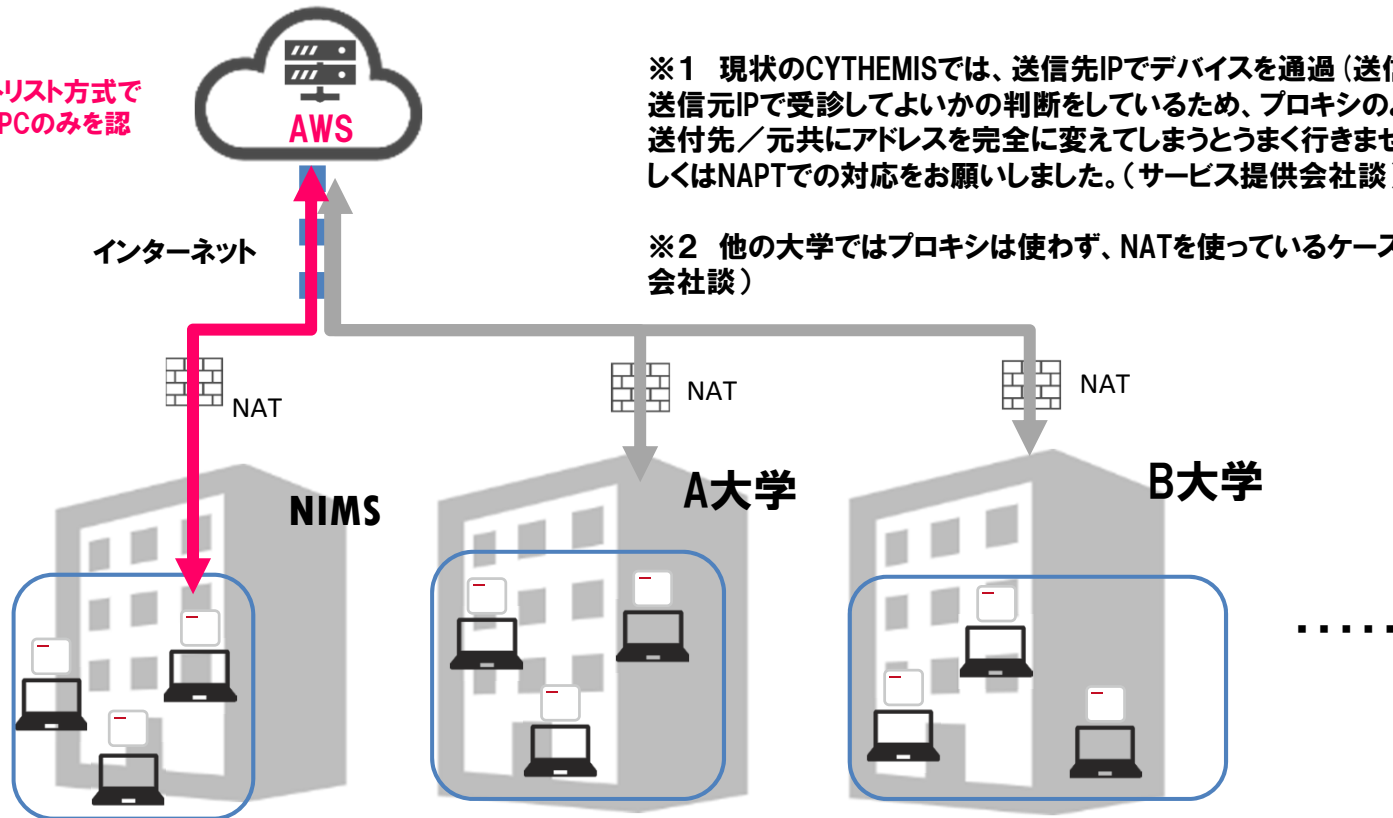 トリスト方式で
PCのみを認
AWS
インターネット
※１ 現状のCYTHEMISでは、送信先IPでデバイスを通過（送信
送信元IPで受診してよいかの判断をしているため、プロキシのよ
送付先／元共にアドレスを完全に変えてしまうとうまく行きませ
しくはNAPTでの対応をお願いしました。（サービス提供会社談）
※２ 他の大学ではプロキシは使わず、NATを使っているケース
会社談）
NAT
NAT
NAT
NIMS
A大学
B大学
・・・・・